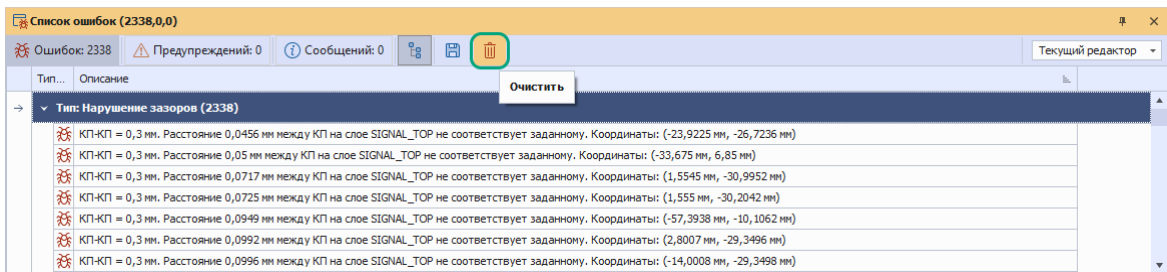 Список ошибок (2338,0,0)
Ошибок: 2338 Предупреждений: 0 Сообщений: 0 Текущий редактор
Тип... Описание
Очистить
Тип: Нарушение зазоров (2338)
КП-КП = 0,3 мм. Расстояние 0,0456 мм между КП на слое SIGNAL_TOP не соответствует заданному. Координаты: (-23,9225 мм, -26,7236 мм)
КП-КП = 0,3 мм. Расстояние 0,05 мм между КП на слое SIGNAL_TOP не соответствует заданному. Координаты: (-33,675 мм, 6,85 мм)
КП-КП = 0,3 мм. Расстояние 0,0717 мм между КП на слое SIGNAL_TOP не соответствует заданному. Координаты: (1,5545 мм, -30,9952 мм)
КП-КП = 0,3 мм. Расстояние 0,0725 мм между КП на слое SIGNAL_TOP не соответствует заданному. Координаты: (1,555 мм, -30,2042 мм)
КП-КП = 0,3 мм. Расстояние 0,0949 мм между КП на слое SIGNAL_TOP не соответствует заданному. Координаты: (-57,3938 мм, -10,1062 мм)
КП-КП = 0,3 мм. Расстояние 0,0992 мм между КП на слое SIGNAL_TOP не соответствует заданному. Координаты: (2,8007 мм, -29,3496 мм)
КП-КП = 0,3 мм. Расстояние 0,0996 мм между КП на слое SIGNAL_TOP не соответствует заданному. Координаты: (-14,0008 мм, -29,3498 мм)